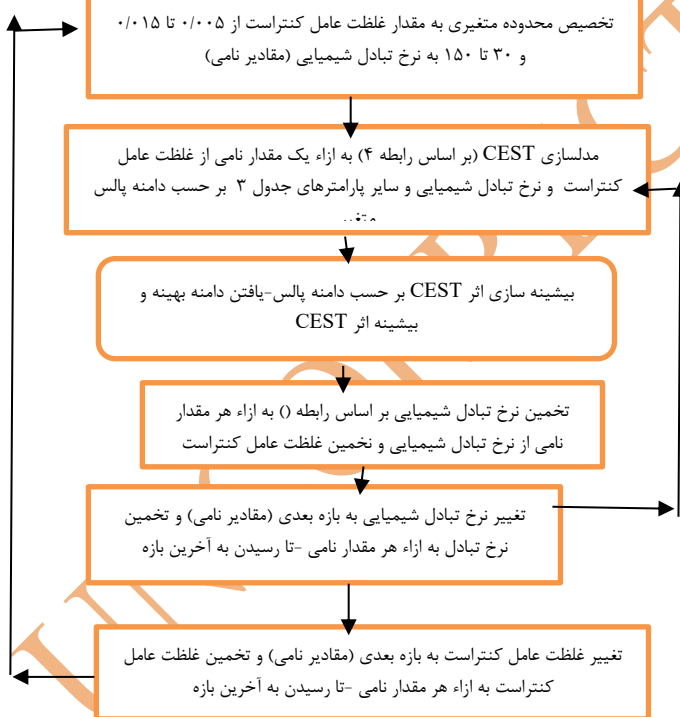 تخصیص محدوده متغیری به مقدار غلظت عامل کنتراست از ۰/۰۰۵ تا ۰/۰۱۵
و ۳۰ تا ۱۵۰ به نرخ تبادل شیمیایی (مقادیر نامی)
مدلسازی CEST (بر اساس رابطه ۴) به ازاء یک مقدار نامی از غلظت عامل
کنتراست و نرخ تبادل شیمیایی و سایر پارامترهای جدول ۳ بر حسب دامنه پالس
بیشینه سازی اثر CEST بر حسب دامنه پالس-یافتن دامنه بهینه و
بیشینه اثر CEST
تخمین نرخ تبادل شیمیایی بر اساس رابطه () به ازاء هر مقدار
نامی از نرخ تبادل شیمیایی و نخمین غلظت عامل کنتراست
تغییر نرخ تبادل شیمیایی به بازه بعدی (مقادیر نامی) و تخمین
نرخ تبادل به ازاء هر مقدار نامی -تا رسیدن به آخرین بازه
تغییر غلظت عامل کنتراست به بازه بعدی (مقادیر نامی) و تخمین غلظت عامل
کنتراست به ازاء هر مقدار نامی -تا رسیدن به آخرین بازه